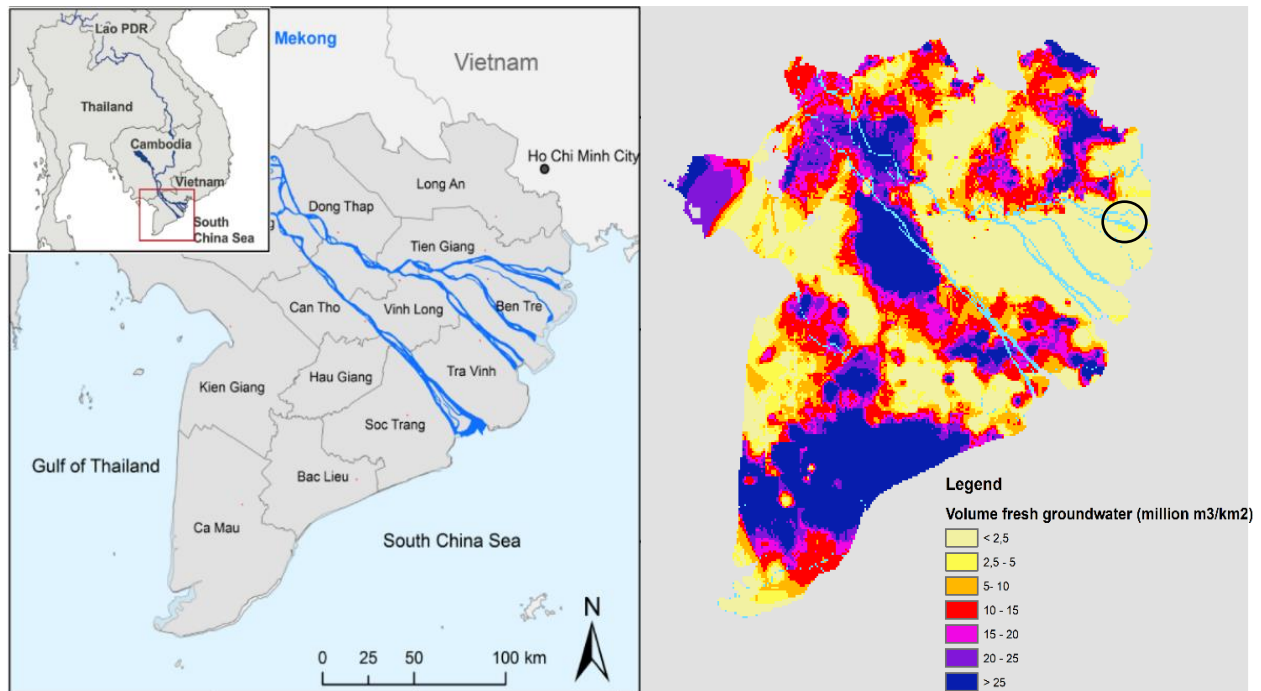 Lao PDR
Thailand
Cambodia
Vietnam
South
China Sea
Mekong
Vietnam
Ho Chi Minh City
Long An
Dong Thap
g
Tien Giang
Can Tho
Vinh Long
Ben Tre
Kien Giang
Hau Giang
Tra Vinh
Soc Trang
Gulf of Thailand
Bac Lieu
Ca Mau
South China Sea
N
0 25 50 100 km
Legend
Volume fresh groundwater (million m3/km2)
< 2,5
2,5 - 5
5- 10
10 - 15
15 - 20
20 - 25
> 25